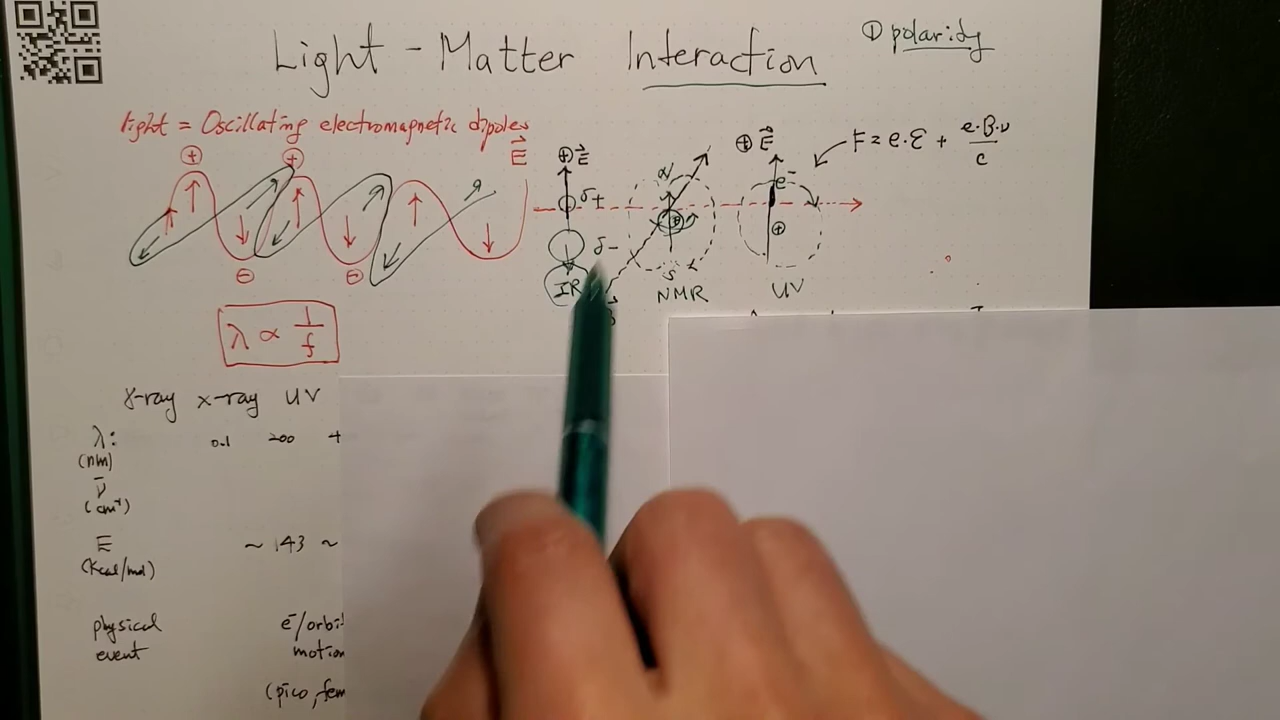 Light - Matter Interaction
① polarity
light = Oscillating electromagnetic dipoles
E⃗
⊕ ⊕
⊖ ⊖
λ ∝ 1/f
⊕ E⃗
δ+
δ-
IR
α
⊕
β
NMR
⊕ E⃗
e⁻
⊕
UV
F = e·Ɛ + e·B·ν/c
γ-ray x-ray UV
λ: 0.1 200
(nm)
ν̄
(cm⁻¹)
E ~ 143 ~
(Kcal/mol)
physical e⁻/orbi
event motion
(pico, fem